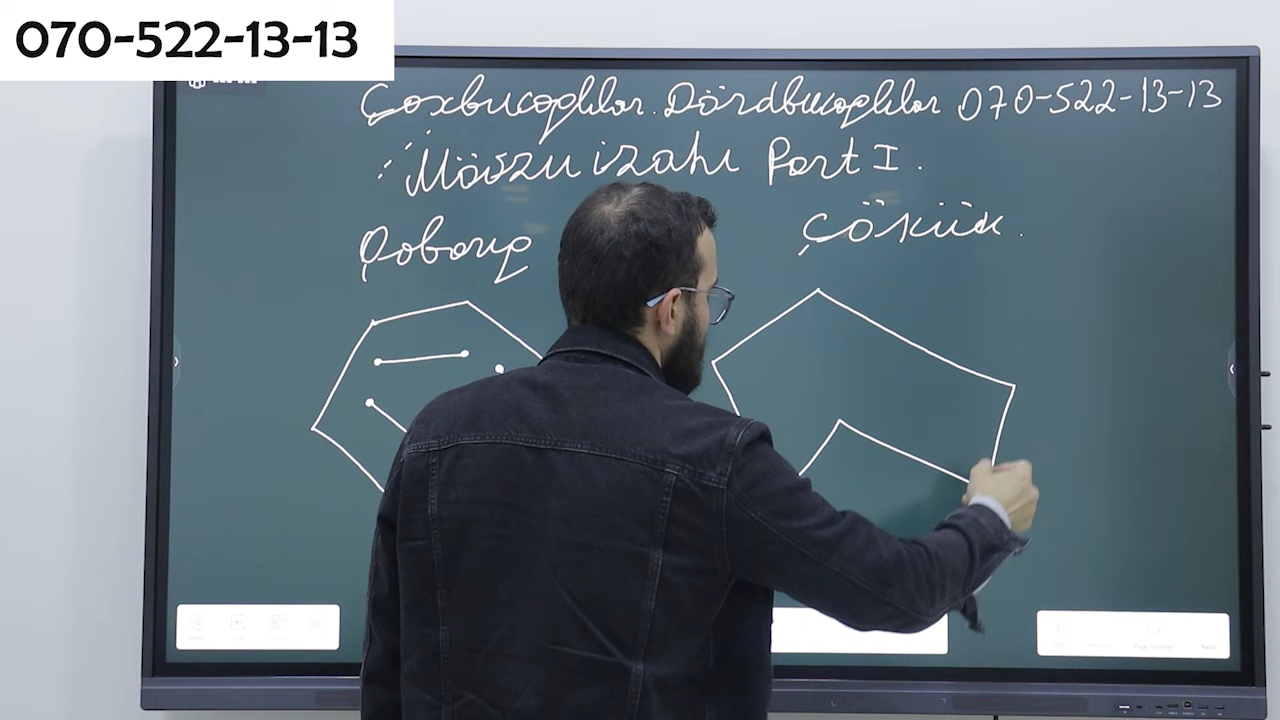 070-522-13-13
Çoxbucaqlılar. Dördbucaqlılar 070-522-13-13
Mövzu izahı Part I.
Qabarıq
Çökük.